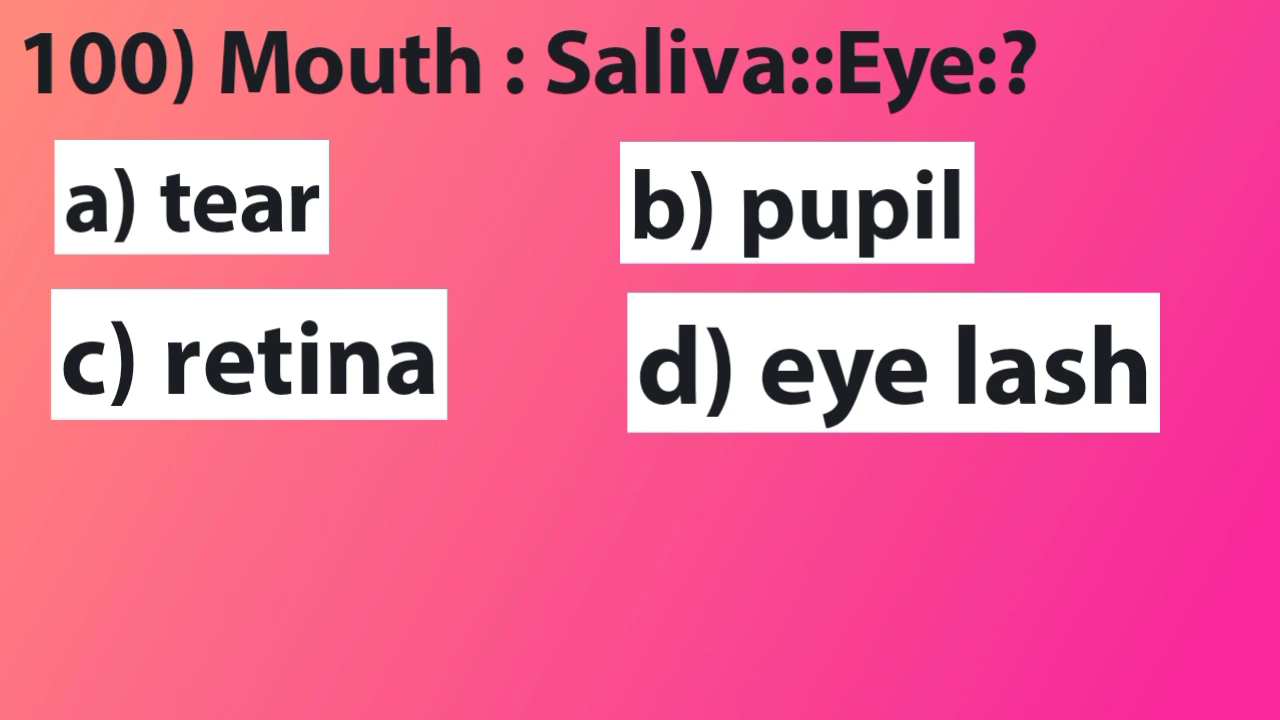 100) Mouth : Saliva::Eye:?
a) tear
b) pupil
c) retina
d) eye lash